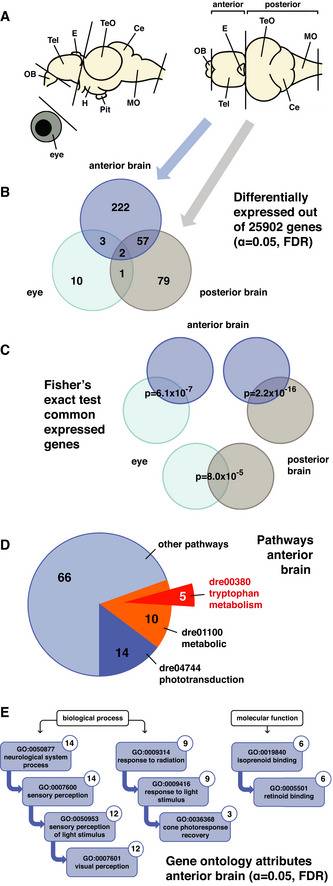 A
anterior
posterior
E
TeO
Ce
Tel
OB
H
Pit
MO
eye
E
TeO
MO
OB
Tel
Ce
anterior brain
B
222
3
57
2
10
1
79
eye
posterior brain
Differentially
expressed out
of 25902 genes
(α=0.05, FDR)
anterior brain
C
Fisher's
exact test
common
expressed
genes
p=6.1x10-7
p=2.2x10-16
eye
p=8.0x10-5
posterior
brain
D
Pathways
anterior
brain
other pathways
66
5
dre00380
tryptophan
metabolism
10
dre01100
metabolic
14
dre04744
phototransduction
E
biological process
molecular function
GO:0050877
neurological system
process
14
GO:0007600
sensory perception
14
GO:0050953
sensory perception
of light stimulus
12
GO:0007601
visual perception
12
GO:0009314
response to radiation
9
GO:0009416
response to light
stimulus
9
GO:0036368
cone photoresponse
recovery
3
GO:0019840
isoprenoid binding
6
GO:0005501
retinoid binding
6
Gene ontology attributes
anterior brain (α=0.05, FDR)